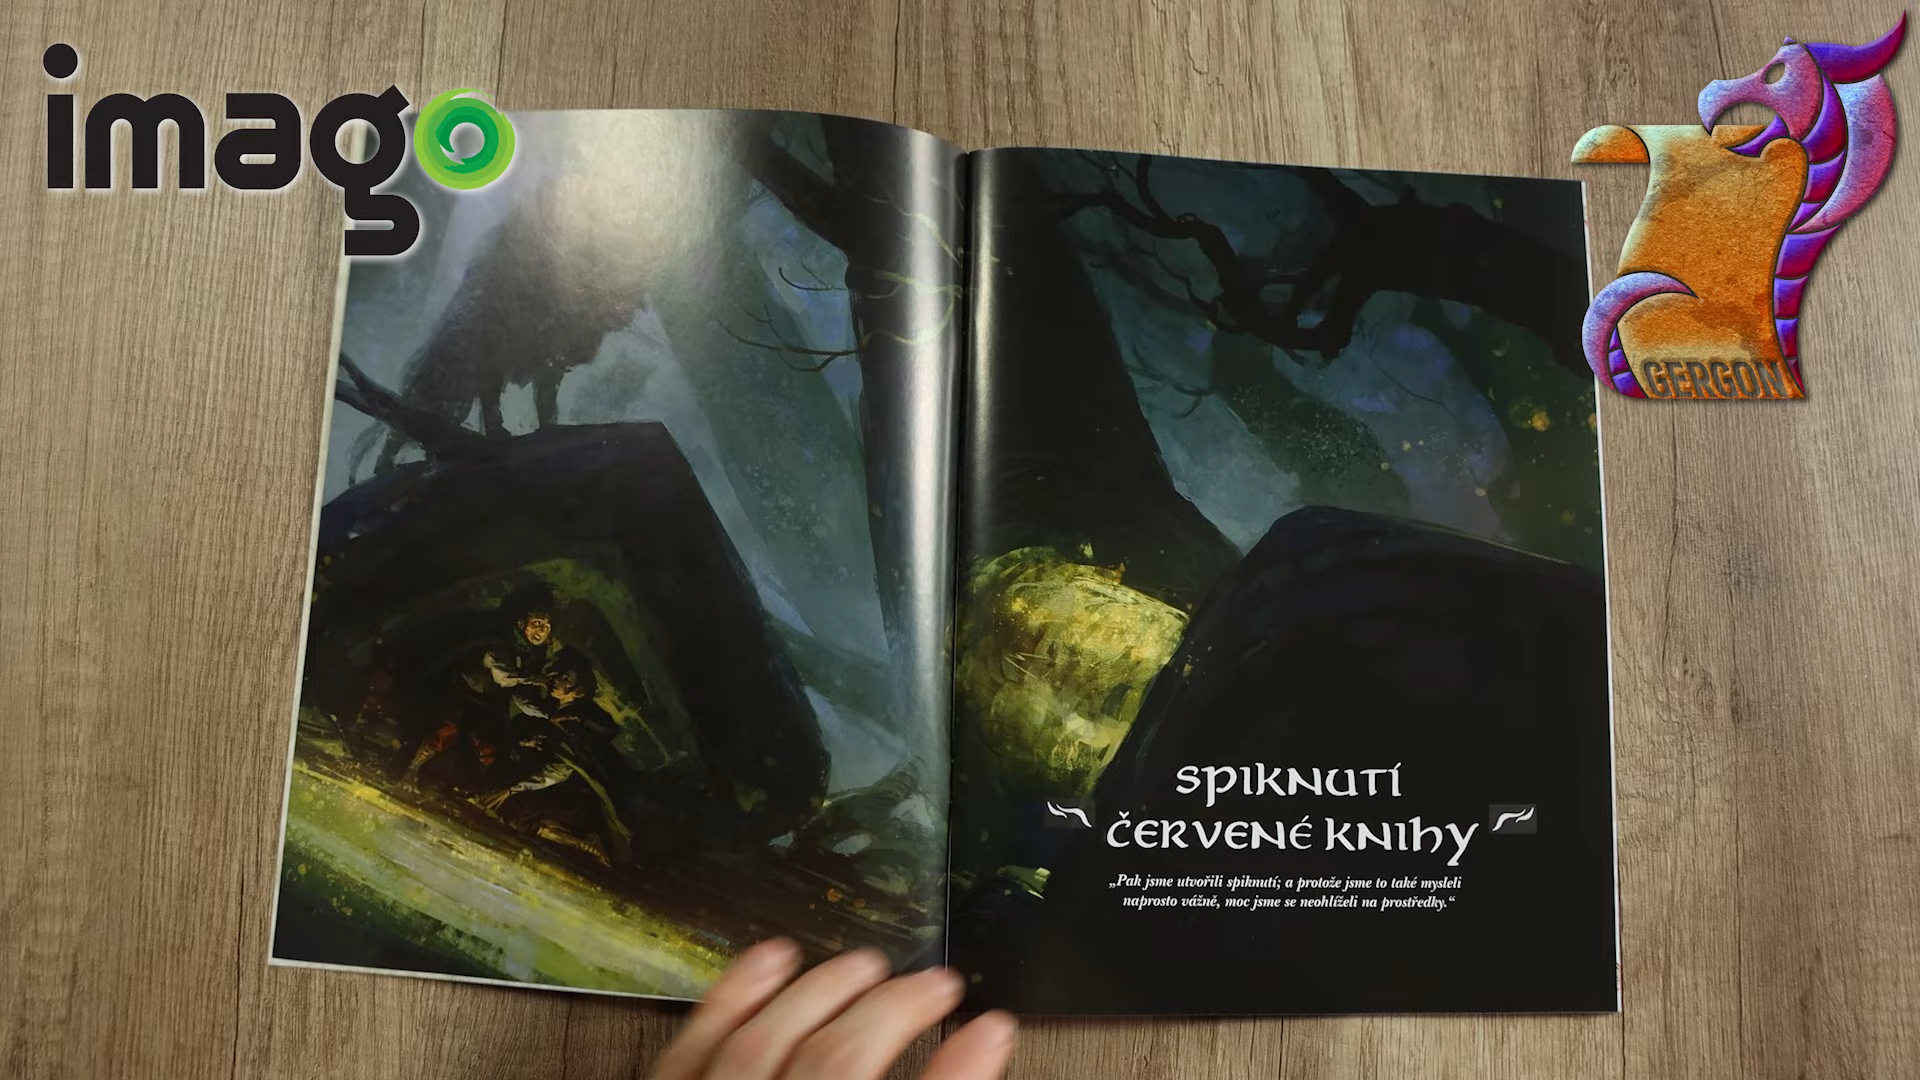 imago
GERGON
SPIKNUTÍ
ČERVENÉ KNIHY
„Pak jsme utvořili spiknutí; a protože jsme to také mysleli
naprosto vážně, moc jsme se neohlíželi na prostředky.“